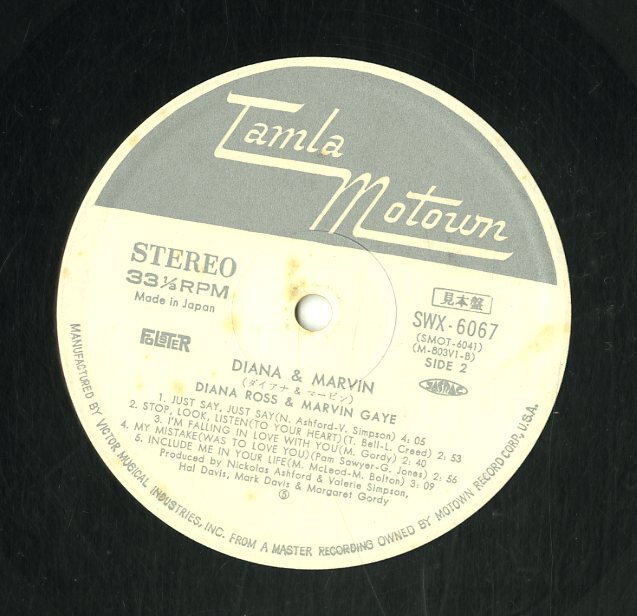 Tamla
Motown
STEREO
33 1/3 RPM
Made in Japan
見本盤
SWX-6067
(SMOT-6041)
(M-803V1-B)
SIDE 2
JASRAC
DIANA & MARVIN
(ダイアナ & マービン)
DIANA ROSS & MARVIN GAYE
1. JUST SAY, JUST SAY(N. Ashford-V. Simpson) 4:05
2. STOP, LOOK, LISTEN(TO YOUR HEART)(T. Bell-L. Creed) 2:53
3. I'M FALLING IN LOVE WITH YOU(M. Gordy) 2:40
4. MY MISTAKE(WAS TO LOVE YOU)(Pam Sawyer-G. Jones) 2:56
5. INCLUDE ME IN YOUR LIFE(M. McLeod-M. Bolton) 3:09
Produced by Nickolas Ashford & Valerie Simpson,
Hal Davis, Mark Davis & Margaret Gordy
Ⓢ
MANUFACTURED BY VICTOR MUSICAL INDUSTRIES, INC. FROM A MASTER RECORDING OWNED BY MOTOWN RECORD CORP, U.S.A.